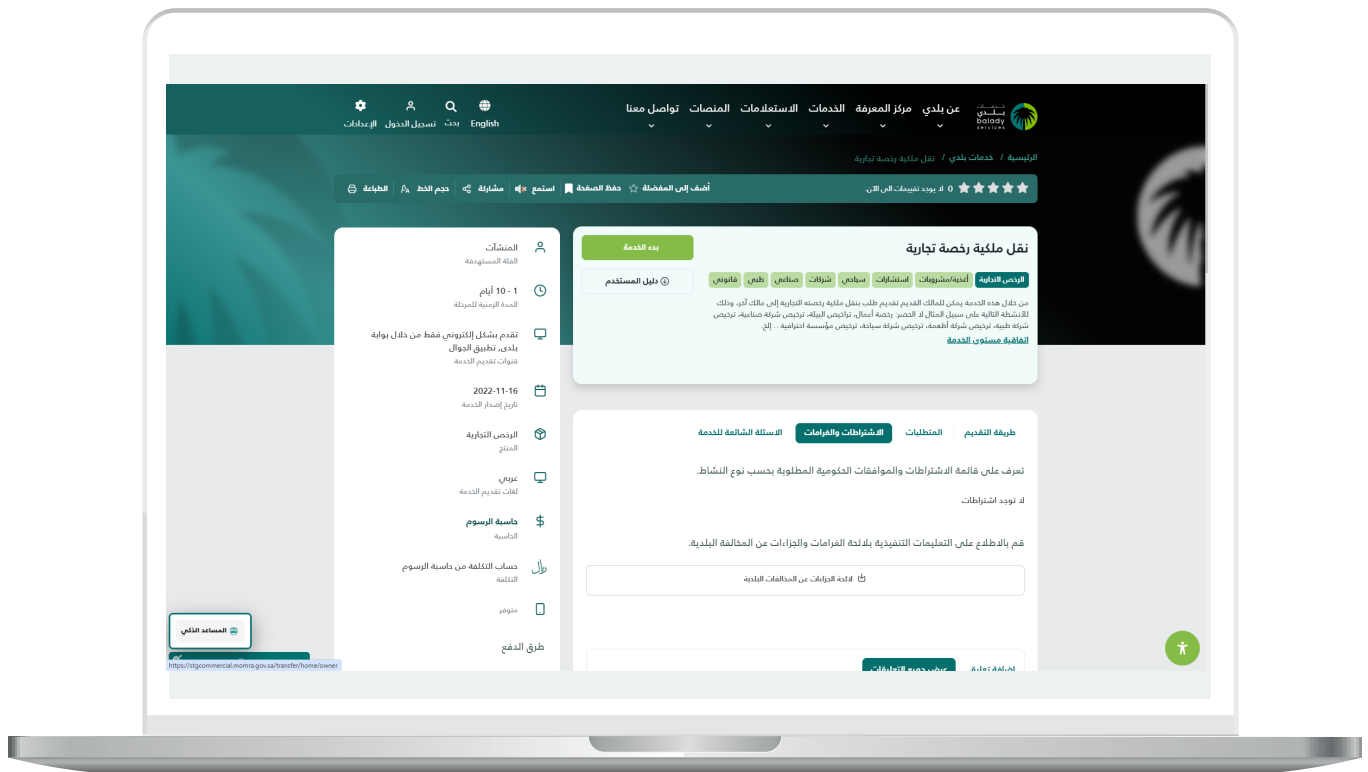 خدمات
بلدي
balady
services
عن بلدي
مركز المعرفة
الخدمات
الاستعلامات
المنصات
تواصل معنا
English
بحث
تسجيل الدخول
الإعدادات
الرئيسية / خدمات بلدي / نقل ملكية رخصة تجارية
0 لا يوجد تقييمات الى الآن.
أضف إلى المفضلة
حفظ الصفحة
استمع
مشاركة
حجم الخط
الطباعة
نقل ملكية رخصة تجارية
بدء الخدمة
الرخص التجارية أغذية/مشروبات استشارات سياحي شركات صناعي طبي قانوني
دليل المستخدم
من خلال هذه الخدمة يمكن للمالك القديم تقديم طلب بنقل ملكية رخصته التجارية إلى مالك آخر، وذلك
للأنشطة التالية على سبيل المثال لا الحصر: رخصة أعمال، تراخيص البيئة، ترخيص شركة صناعية، ترخيص
شركة طبية، ترخيص شركة أطعمة، ترخيص شركة سياحة، ترخيص مؤسسة احترافية .. إلخ.
اتفاقية مستوى الخدمة
طريقة التقديم
المتطلبات
الاشتراطات والغرامات
الاسئلة الشائعة للخدمة
تعرف على قائمة الاشتراطات والموافقات الحكومية المطلوبة بحسب نوع النشاط.
لا توجد اشتراطات
قم بالاطلاع على التعليمات التنفيذية بلائحة الغرامات والجزاءات عن المخالفة البلدية.
لائحة الجزاءات عن المخالفات البلدية
اضافة تعليق
عرض جميع التعليقات
المنشآت
الفئة المستهدفة
1 - 10 أيام
المدة الزمنية للمرحلة
تقدم بشكل إلكتروني فقط من خلال بوابة
بلدي, تطبيق الجوال
قنوات تقديم الخدمة
2022-11-16
تاريخ إصدار الخدمة
الرخص التجارية
المنتج
عربي
لغات تقديم الخدمة
حاسبة الرسوم
الحاسبة
ريال
حساب التكلفة من حاسبة الرسوم
التكلفة
متوفر
طرق الدفع
المساعد الذكي
https://stgcommercial.momra.gov.sa/transfer/home/owner